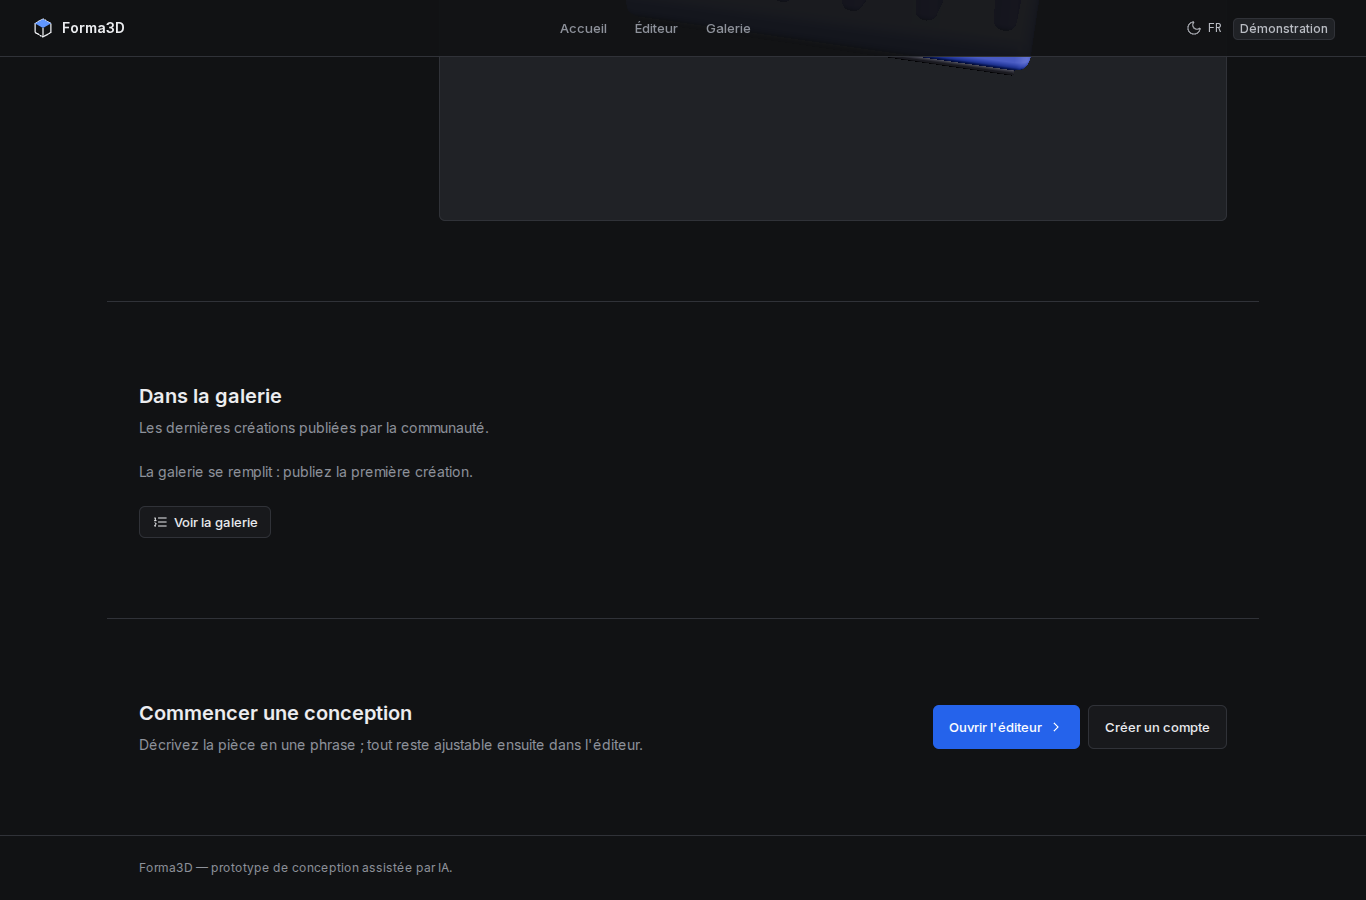 Forma3D
Accueil
Éditeur
Galerie
FR
Démonstration
Dans la galerie
Les dernières créations publiées par la communauté.
La galerie se remplit : publiez la première création.
Voir la galerie
Commencer une conception
Décrivez la pièce en une phrase ; tout reste ajustable ensuite dans l'éditeur.
Ouvrir l'éditeur
Créer un compte
Forma3D — prototype de conception assistée par IA.